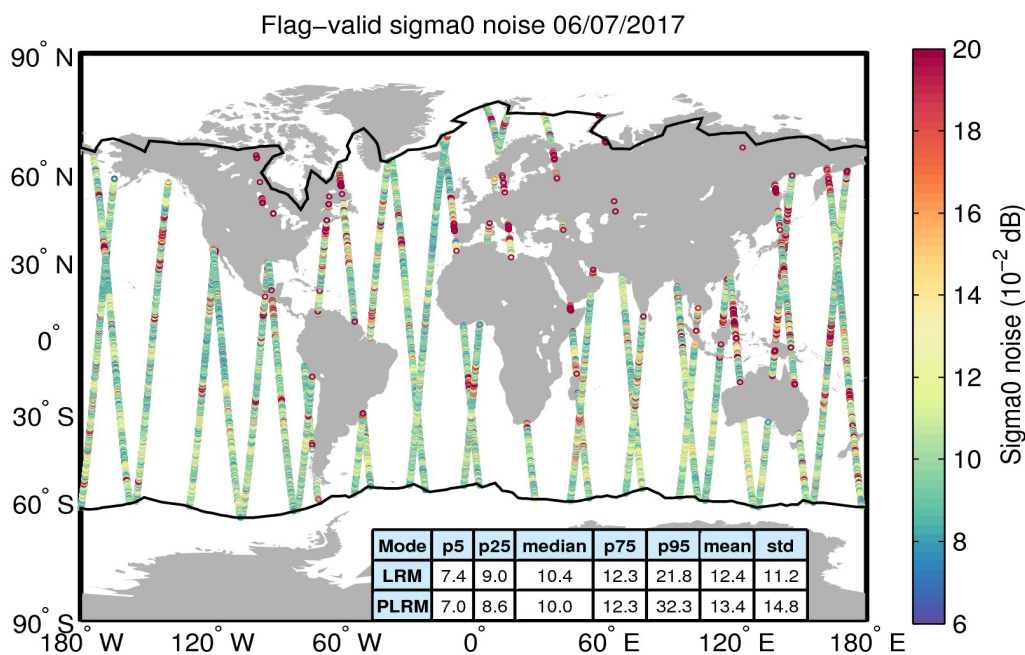 Flag−valid sigma0 noise 06/07/2017
90° N
60° N
30° N
0°
30° S
60° S
90° S
180° W 120° W 60° W 0° 60° E 120° E 180° E
Mode p5 p25 median p75 p95 mean std
LRM 7.4 9.0 10.4 12.3 21.8 12.4 11.2
PLRM 7.0 8.6 10.0 12.3 32.3 13.4 14.8
20
18
16
14
12
10
8
6
Sigma0 noise (10⁻² dB)